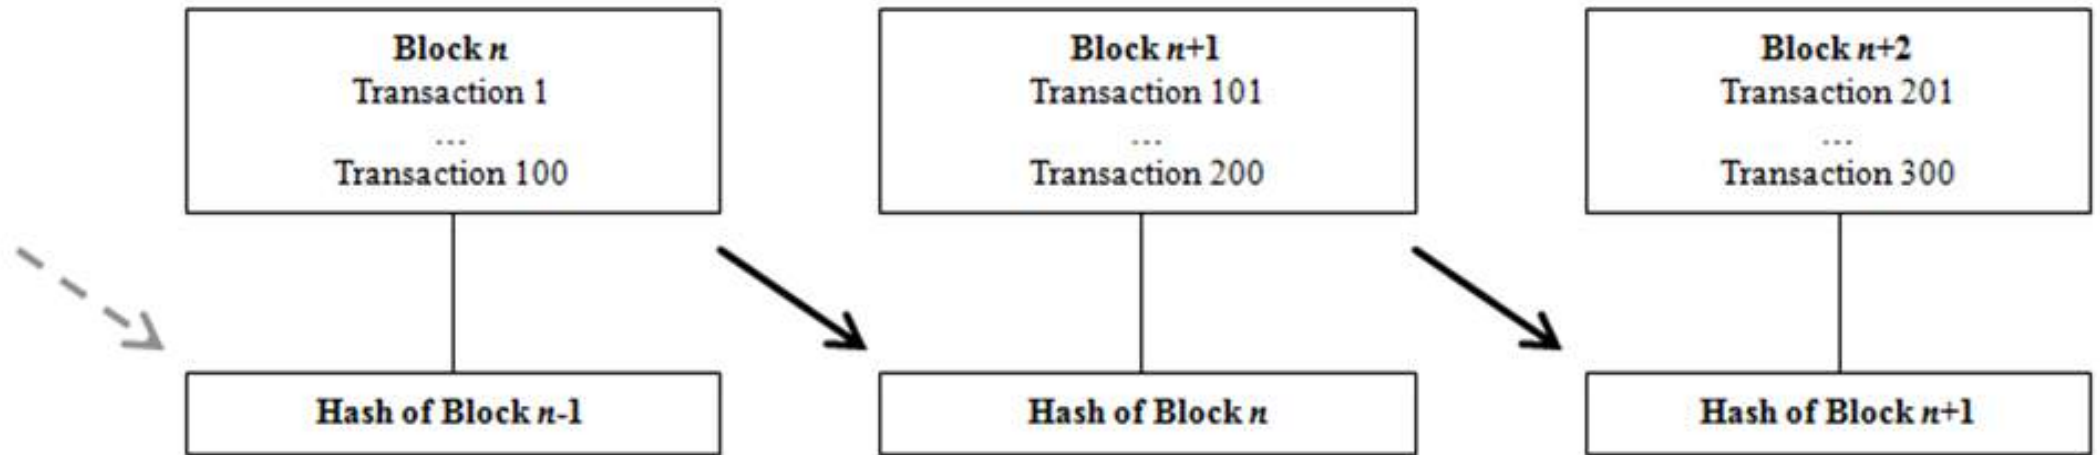 Block n
Transaction 1
...
Transaction 100
Hash of Block n-1
Block n+1
Transaction 101
...
Transaction 200
Hash of Block n
Block n+2
Transaction 201
...
Transaction 300
Hash of Block n+1